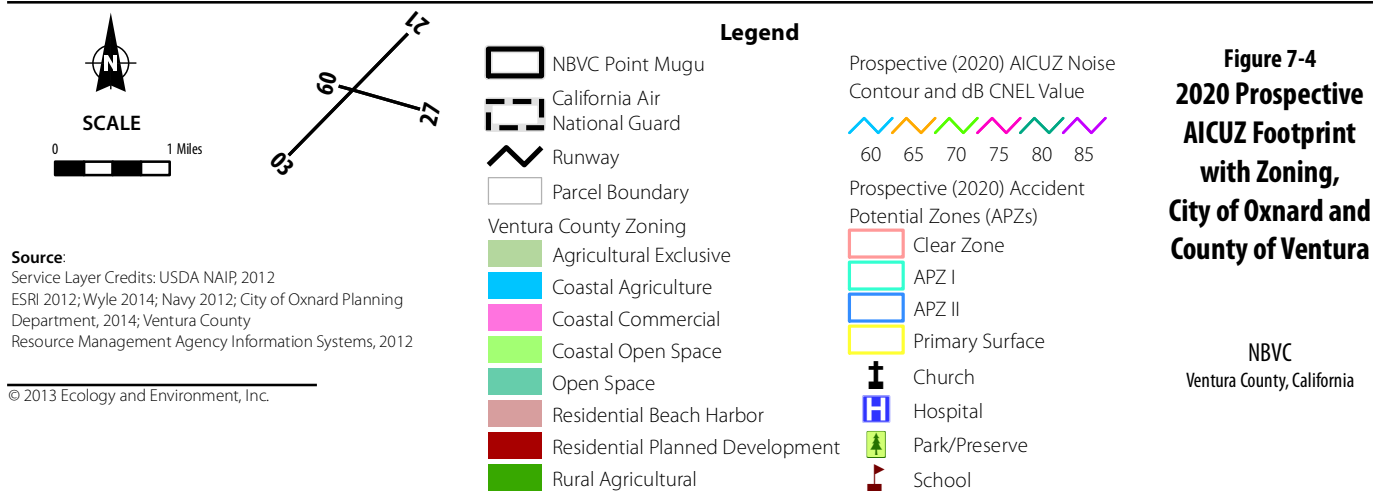 N
SCALE
0 1 Miles
21
09
27
03
Source:
Service Layer Credits: USDA NAIP, 2012
ESRI 2012; Wyle 2014; Navy 2012; City of Oxnard Planning
Department, 2014; Ventura County
Resource Management Agency Information Systems, 2012
© 2013 Ecology and Environment, Inc.
Legend
NBVC Point Mugu
California Air
National Guard
Runway
Parcel Boundary
Ventura County Zoning
Agricultural Exclusive
Coastal Agriculture
Coastal Commercial
Coastal Open Space
Open Space
Residential Beach Harbor
Residential Planned Development
Rural Agricultural
Prospective (2020) AICUZ Noise
Contour and dB CNEL Value
60 65 70 75 80 85
Prospective (2020) Accident
Potential Zones (APZs)
Clear Zone
APZ I
APZ II
Primary Surface
Church
H Hospital
Park/Preserve
School
Figure 7-4
2020 Prospective
AICUZ Footprint
with Zoning,
City of Oxnard and
County of Ventura
NBVC
Ventura County, California